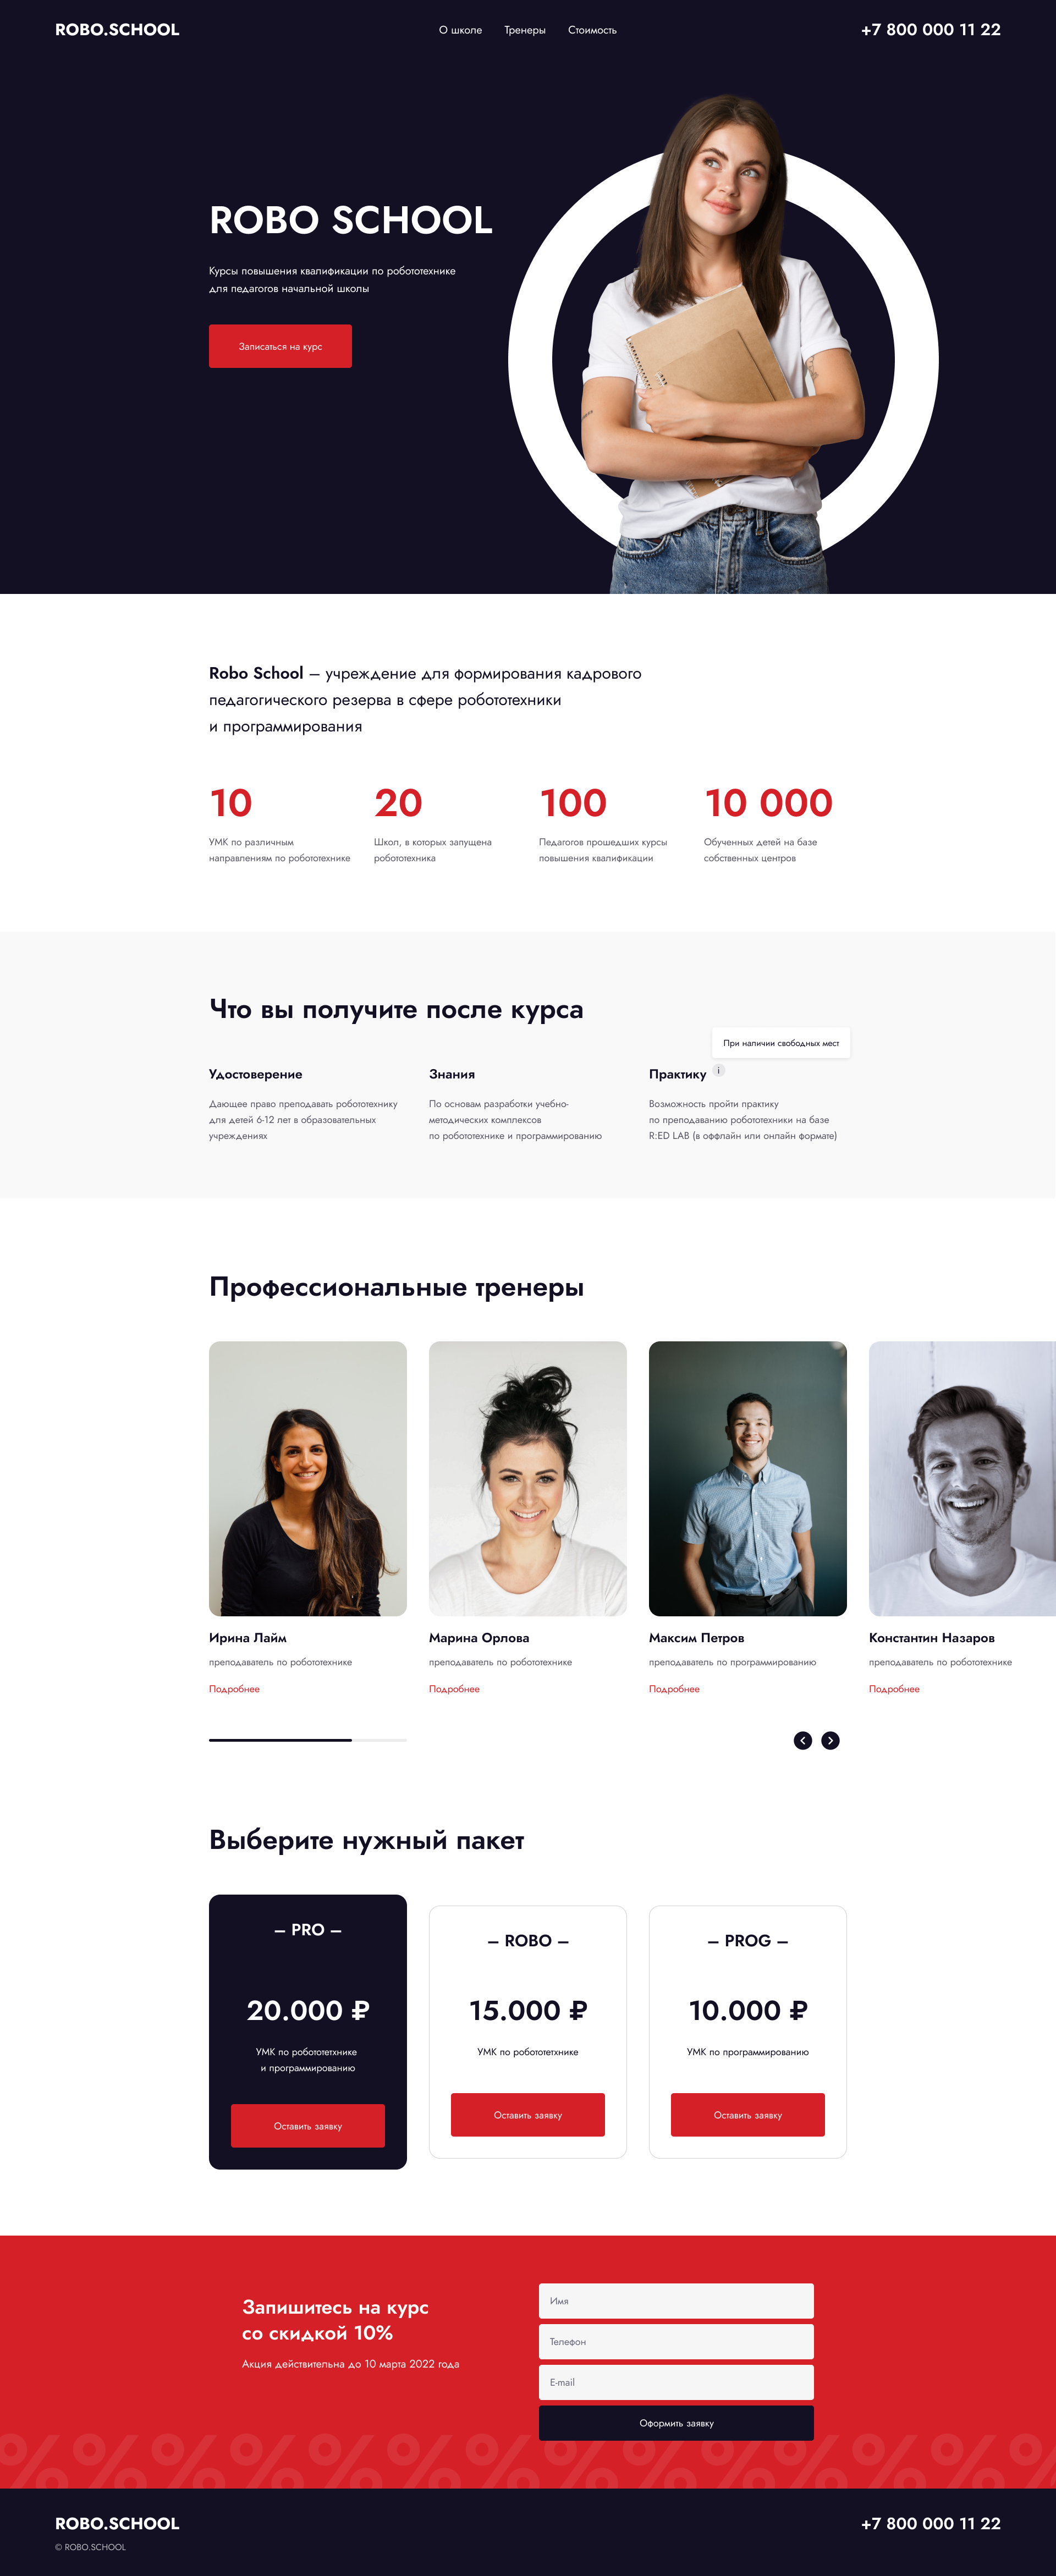 ROBO.SCHOOL
О школе
Тренеры
Стоимость
+7 800 000 11 22
ROBO SCHOOL
Курсы повышения квалификации по робототехнике
для педагогов начальной школы
Записаться на курс
Robo School – учреждение для формирования кадрового
педагогического резерва в сфере робототехники
и программирования
10
УМК по различным
направлениям по робототехнике
20
Школ, в которых запущена
робототехника
100
Педагогов прошедших курсы
повышения квалификации
10 000
Обученных детей на базе
собственных центров
Что вы получите после курса
Удостоверение
Дающее право преподавать робототехнику
для детей 6-12 лет в образовательных
учреждениях
Знания
По основам разработки учебно-
методических комплексов
по робототехнике и программированию
При наличии свободных мест
Практику i
Возможность пройти практику
по преподаванию робототехники на базе
R:ED LAB (в оффлайн или онлайн формате)
Профессиональные тренеры
Ирина Лайм
преподаватель по робототехнике
Подробнее
Марина Орлова
преподаватель по робототехнике
Подробнее
Максим Петров
преподаватель по программированию
Подробнее
Константин Назаров
преподаватель по робототехнике
Подробнее
Выберите нужный пакет
– PRO –
20.000 ₽
УМК по робототетхнике
и программированию
Оставить заявку
– ROBO –
15.000 ₽
УМК по робототетхнике
Оставить заявку
– PROG –
10.000 ₽
УМК по программированию
Оставить заявку
Запишитесь на курс
со скидкой 10%
Акция действительна до 10 марта 2022 года
Имя
Телефон
E-mail
Оформить заявку
ROBO.SCHOOL
© ROBO.SCHOOL
+7 800 000 11 22